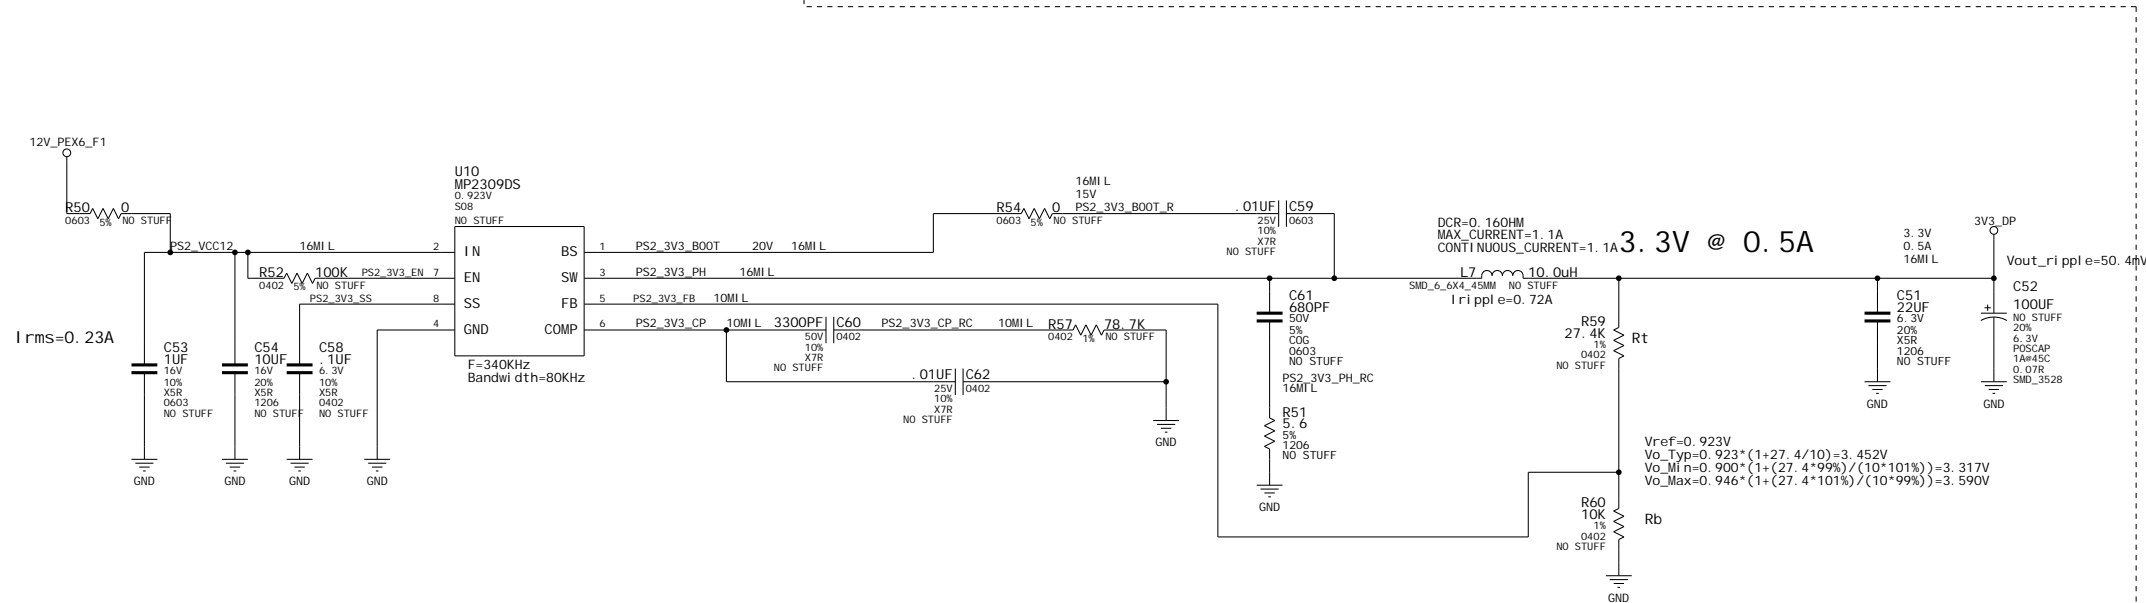 12V_PEX6_F1
R50 0
0603 5% NO STUFF
PS2_VCC12
16MIL
R52 100K
0402 5% NO STUFF
PS2_3V3_EN
PS2_3V3_SS
Irms=0.23A
C53
1UF
16V
10%
X5R
0603
NO STUFF
GND
C54
10UF
16V
20%
X5R
1206
NO STUFF
GND
C58
.1UF
6.3V
10%
X5R
0402
NO STUFF
GND
GND
U10
MP2309DS
0.923V
SO8
NO STUFF
2 IN
7 EN
8 SS
4 GND
BS 1
SW 3
FB 5
COMP 6
F=340KHz
Bandwidth=80KHz
PS2_3V3_BOOT 20V 16MIL
PS2_3V3_PH 16MIL
PS2_3V3_FB 10MIL
PS2_3V3_CP 10MIL
3300PF C60
50V 0402
10%
X7R
NO STUFF
PS2_3V3_CP_RC 10MIL
R57 78.7K
0402 1% NO STUFF
.01UF C62
25V 0402
10%
X7R
NO STUFF
GND
R54 0
0603 5% NO STUFF
16MIL
15V
PS2_3V3_BOOT_R
.01UF C59
25V 0603
10%
X7R
NO STUFF
C61
680PF
50V
5%
COG
0603
NO STUFF
PS2_3V3_PH_RC
16MIL
R51
5.6
5%
1206
NO STUFF
GND
DCR=0.16OHM
MAX_CURRENT=1.1A
CONTINUOUS_CURRENT=1.1A
3.3V @ 0.5A
L7 10.0uH
SMD_6_6X4_45MM NO STUFF
Iripple=0.72A
R59
27.4K
1%
0402
NO STUFF
Rt
Vref=0.923V
Vo_Typ=0.923*(1+27.4/10)=3.452V
Vo_Min=0.900*(1+(27.4*99%)/(10*101%))=3.317V
Vo_Max=0.946*(1+(27.4*101%)/(10*99%))=3.590V
R60
10K
1%
0402
NO STUFF
Rb
GND
3V3_DP
3.3V
0.5A
16MIL
Vout_ripple=50.4mV
C51
22UF
6.3V
20%
X5R
1206
NO STUFF
GND
C52
100UF
NO STUFF
20%
6.3V
POSCAP
1A#45C
0.07R
SMD_3528
+
GND